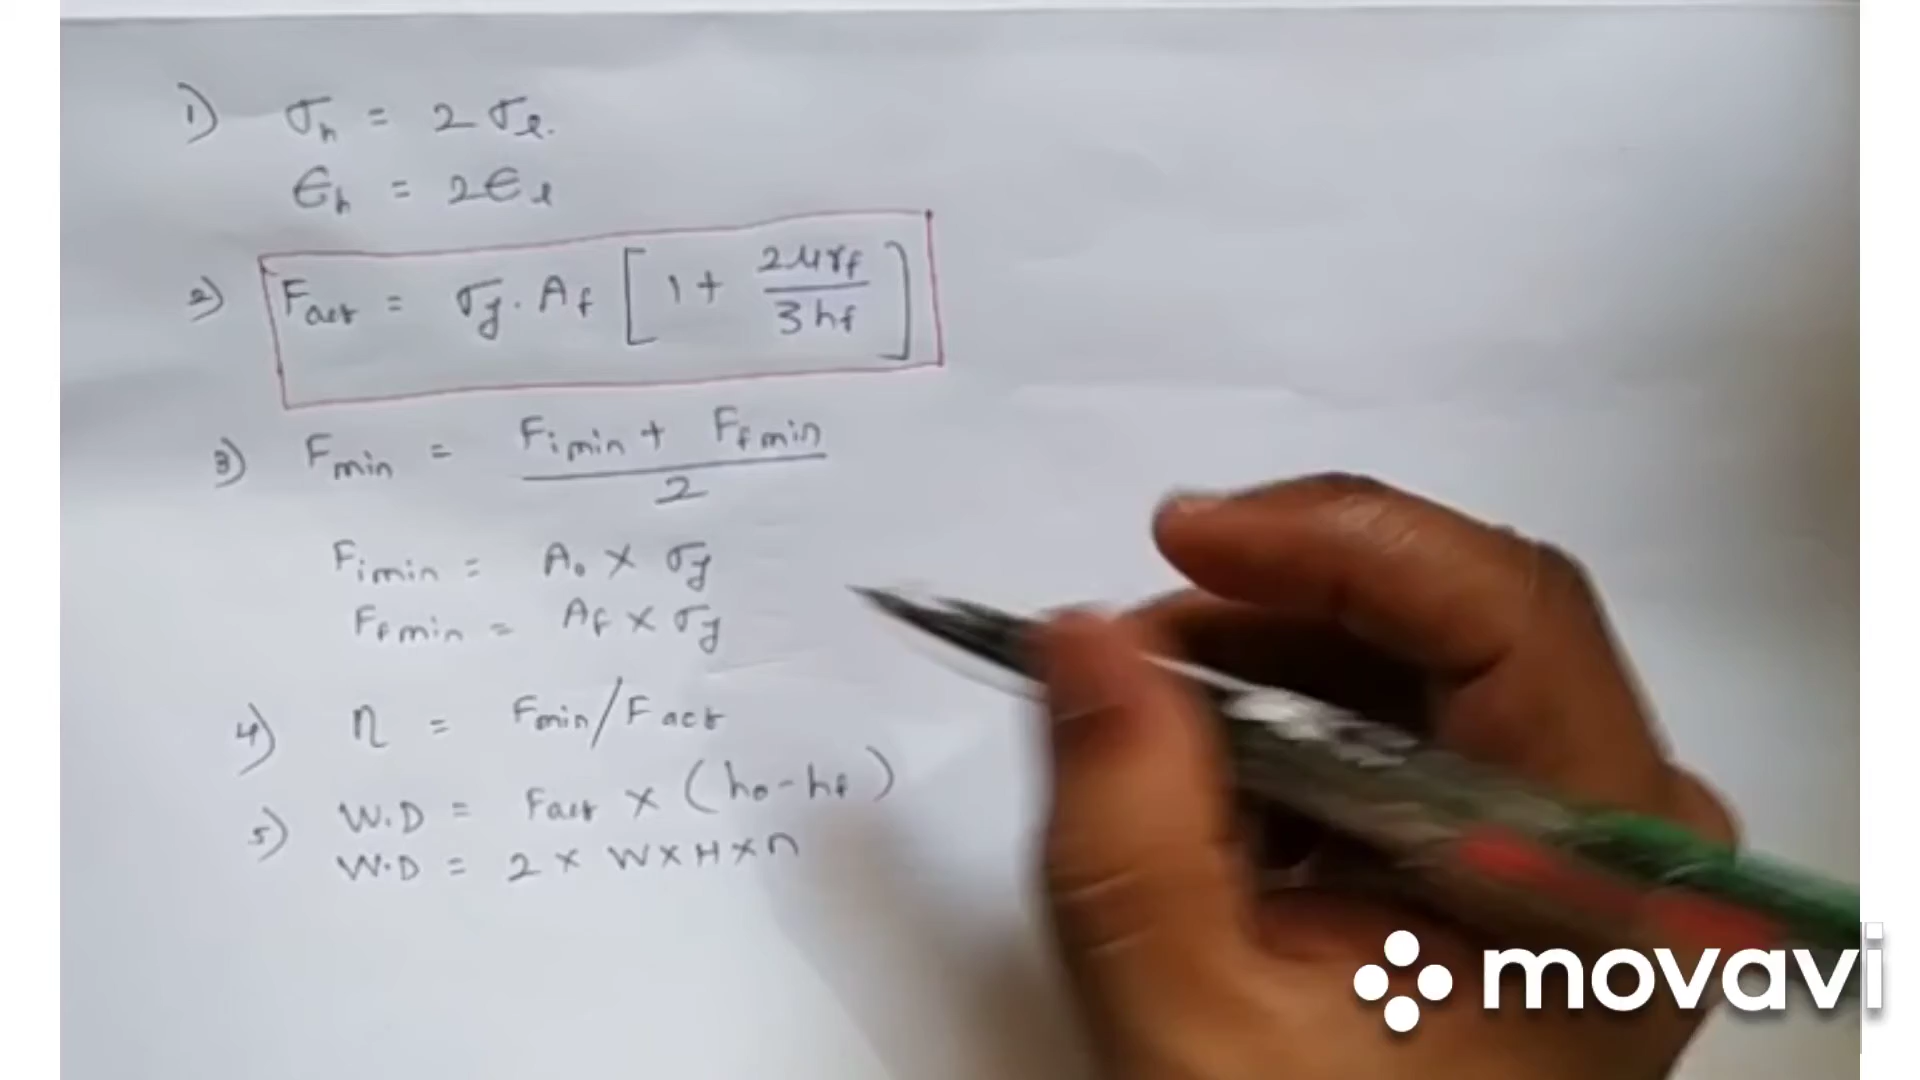 1) σh = 2σl.
ϵh = 2ϵl
2) Fact = σy. Af [1 + 2μrf / 3hf]
3) Fmin = Fimin + Ffmin / 2
Fimin = A₀ × σy
Ffmin = Af × σy
4) η = Fmin/Fact
5) W.D = Fact × (h₀-hf)
W.D = 2 × W×H×n
movavi